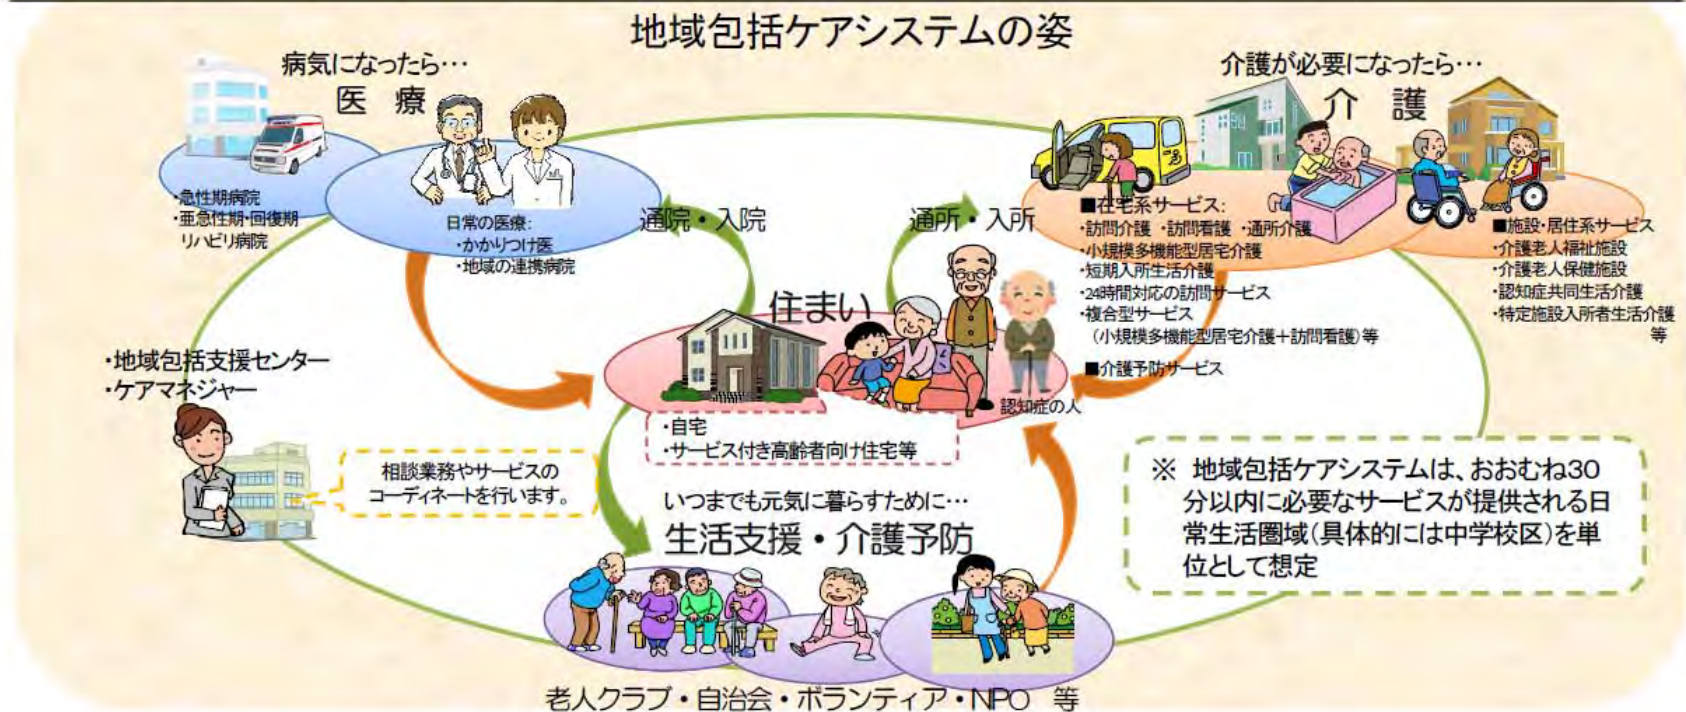 地域包括ケアシステムの姿
病気になったら…
医 療
・急性期病院
・亜急性期・回復期
リハビリ病院
日常の医療:
・かかりつけ医
・地域の連携病院
通院・入院
介護が必要になったら…
介 護
通所・入所
■在宅系サービス:
・訪問介護 ・訪問看護 ・通所介護
・小規模多機能型居宅介護
・短期入所生活介護
・24時間対応の訪問サービス
・複合型サービス
(小規模多機能型居宅介護+訪問看護)等
■介護予防サービス
■施設・居住系サービス
・介護老人福祉施設
・介護老人保健施設
・認知症共同生活介護
・特定施設入所者生活介護
等
住まい
認知症の人
・自宅
・サービス付き高齢者向け住宅等
・地域包括支援センター
・ケアマネジャー
相談業務やサービスの
コーディネートを行います。
いつまでも元気に暮らすために…
生活支援・介護予防
老人クラブ・自治会・ボランティア・NPO 等
※ 地域包括ケアシステムは、おおむね30
分以内に必要なサービスが提供される日
常生活圏域(具体的には中学校区)を単
位として想定